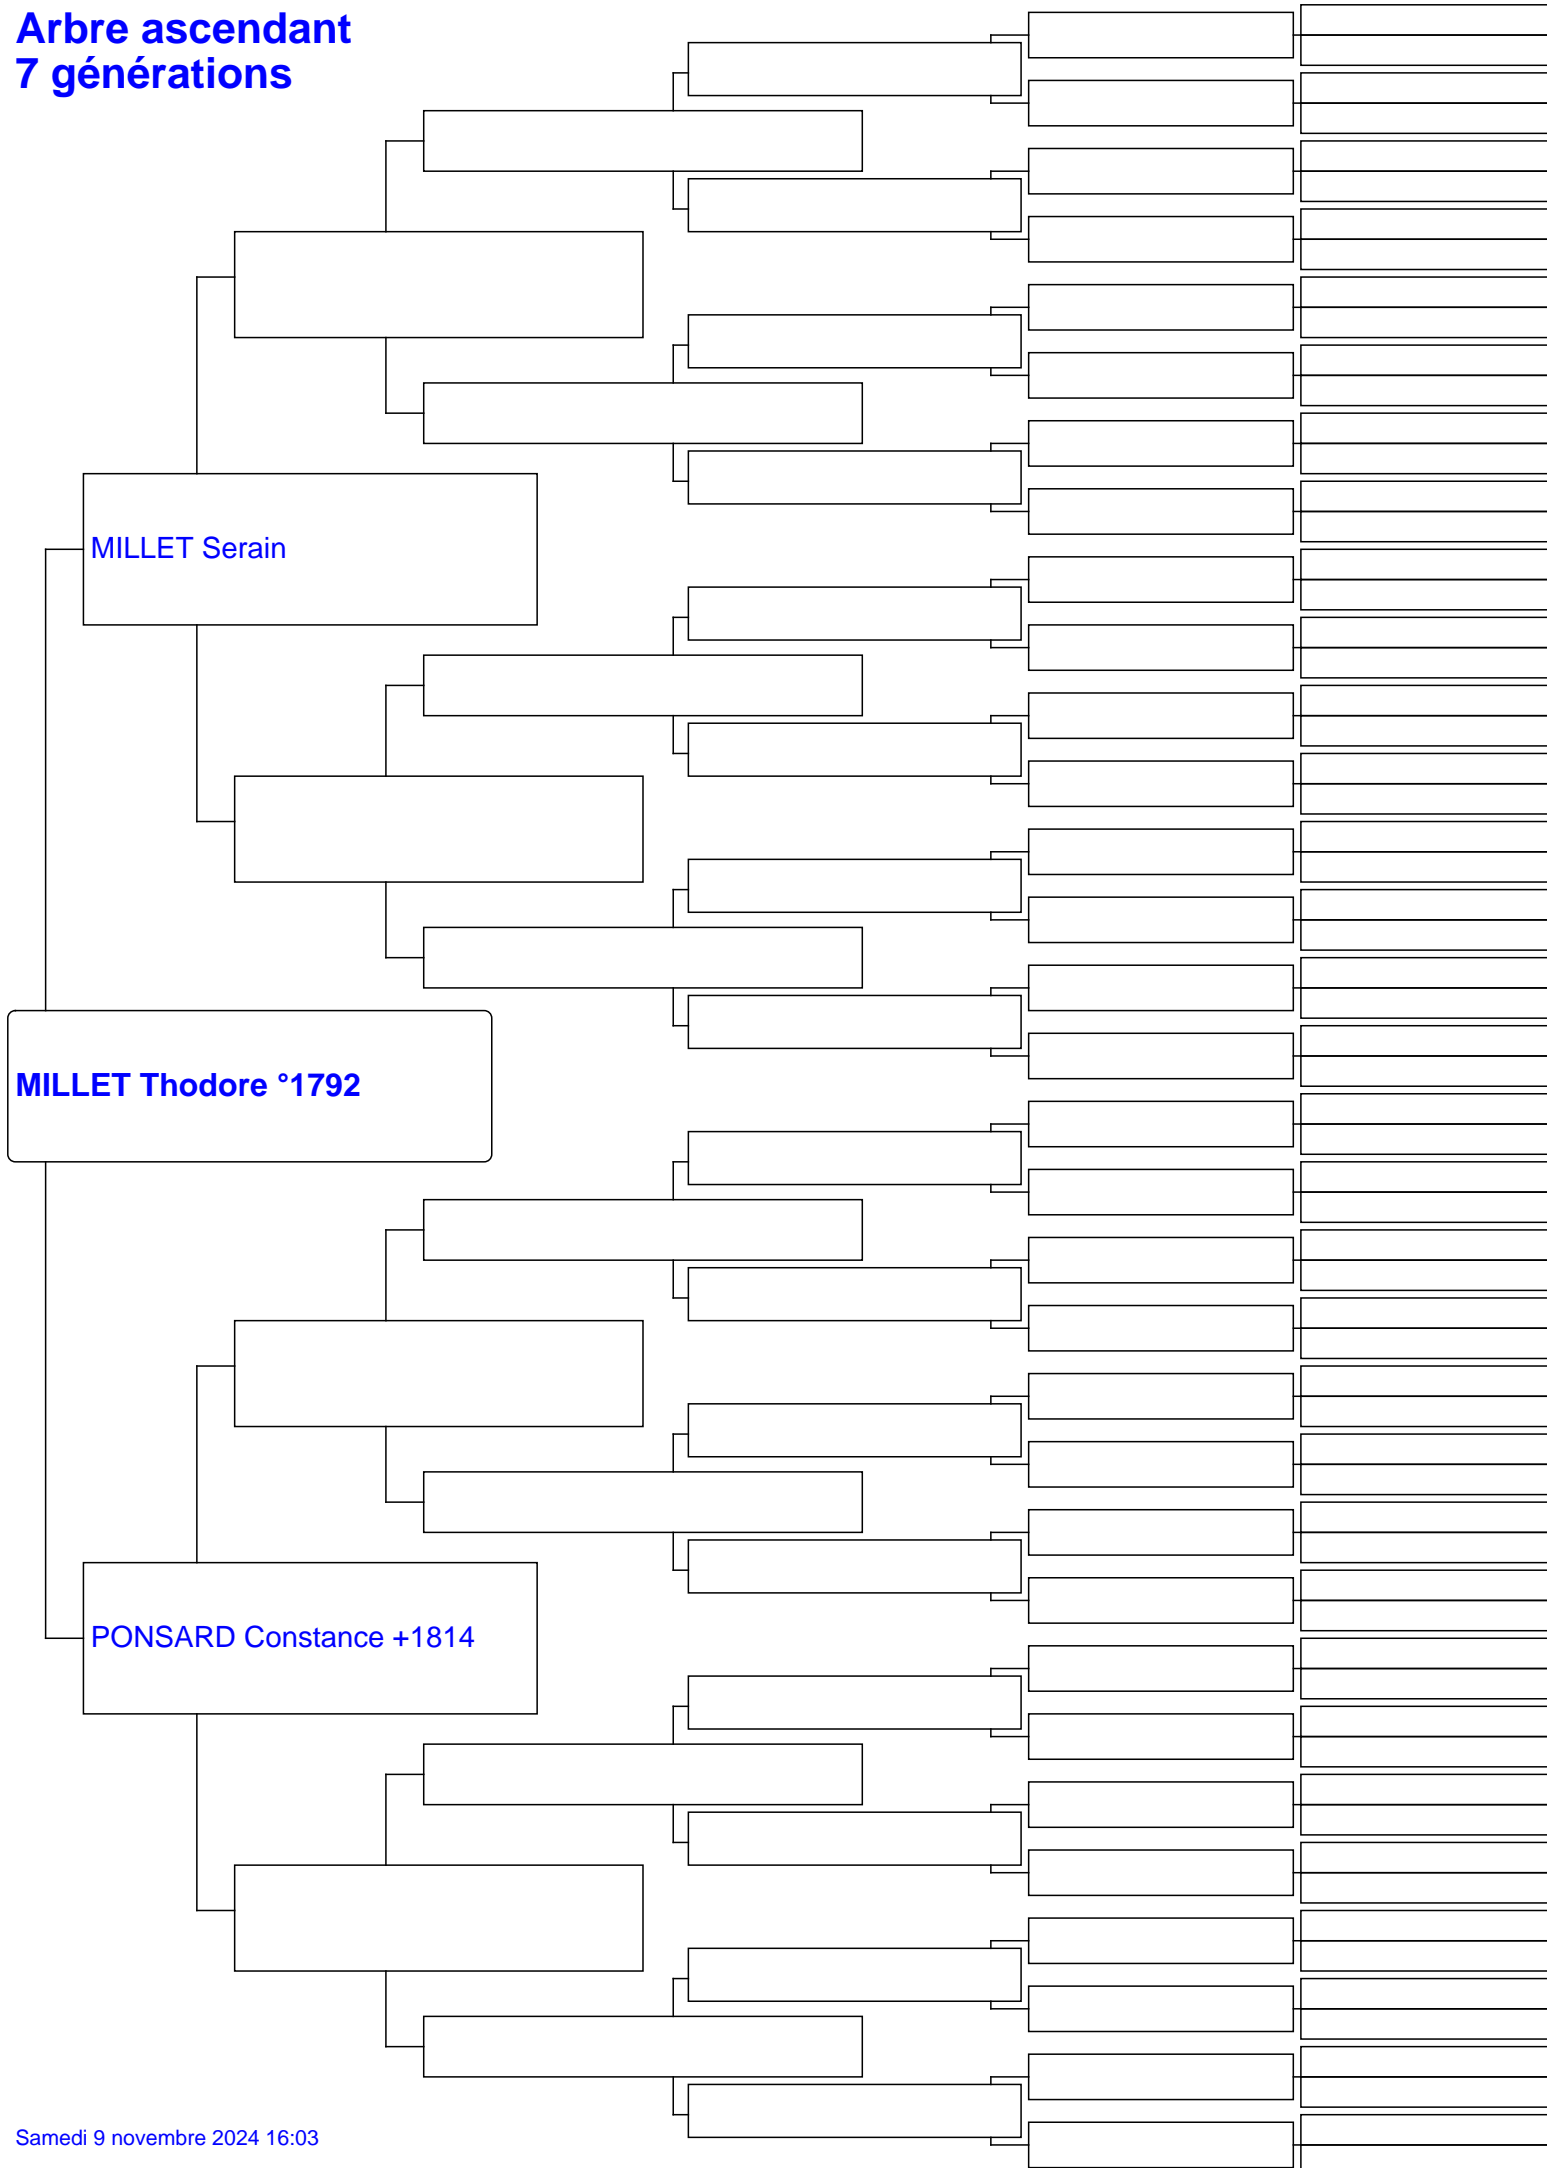 Arbre ascendant
7 générations
MILLET Serain
MILLET Thodore °1792
PONSARD Constance +1814
Samedi 9 novembre 2024 16:03